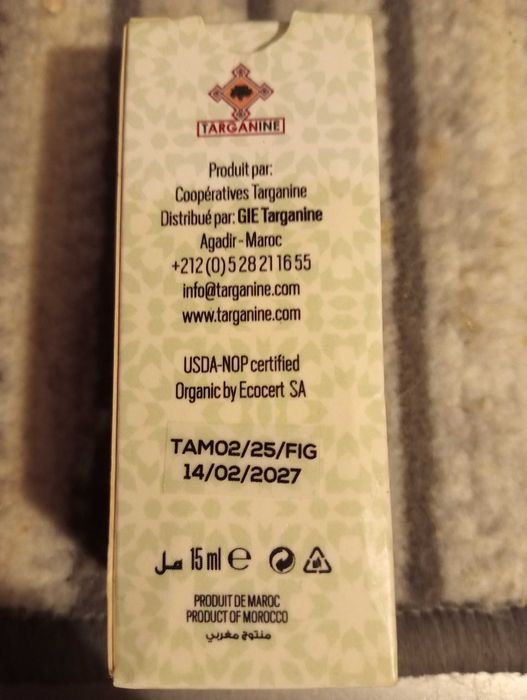 TARGANINE
Produit par:
Coopératives Targanine
Distribué par: GIE Targanine
Agadir - Maroc
+212 (0) 5 28 21 16 55
info@targanine.com
www.targanine.com
USDA-NOP certified
Organic by Ecocert SA
TAM02/25/FIG
14/02/2027
مل 15 ml ℮
PRODUIT DE MAROC
PRODUCT OF MOROCCO
منتوج مغربي